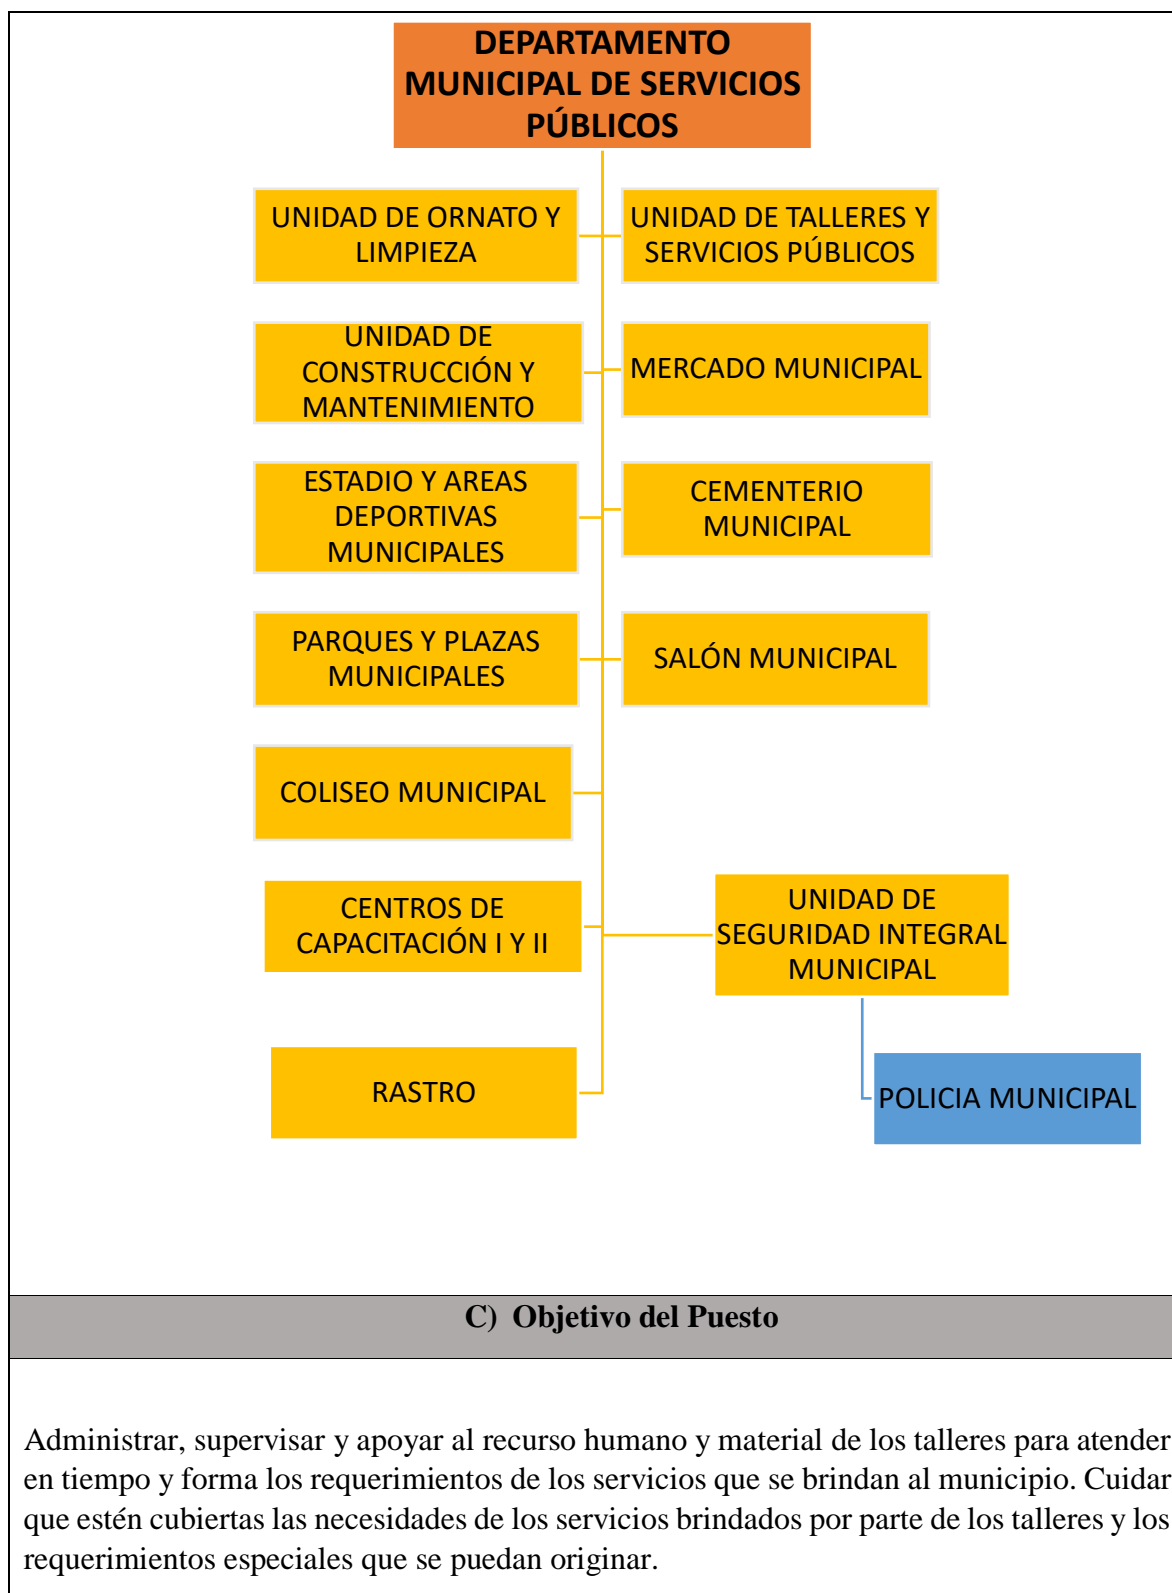 DEPARTAMENTO
MUNICIPAL DE SERVICIOS
PÚBLICOS
UNIDAD DE ORNATO Y
LIMPIEZA
UNIDAD DE TALLERES Y
SERVICIOS PÚBLICOS
UNIDAD DE
CONSTRUCCIÓN Y
MANTENIMIENTO
MERCADO MUNICIPAL
ESTADIO Y AREAS
DEPORTIVAS
MUNICIPALES
CEMENTERIO
MUNICIPAL
PARQUES Y PLAZAS
MUNICIPALES
SALÓN MUNICIPAL
COLISEO MUNICIPAL
CENTROS DE
CAPACITACIÓN I Y II
UNIDAD DE
SEGURIDAD INTEGRAL
MUNICIPAL
RASTRO
POLICIA MUNICIPAL
C) Objetivo del Puesto
Administrar, supervisar y apoyar al recurso humano y material de los talleres para atender
en tiempo y forma los requerimientos de los servicios que se brindan al municipio. Cuidar
que estén cubiertas las necesidades de los servicios brindados por parte de los talleres y los
requerimientos especiales que se puedan originar.